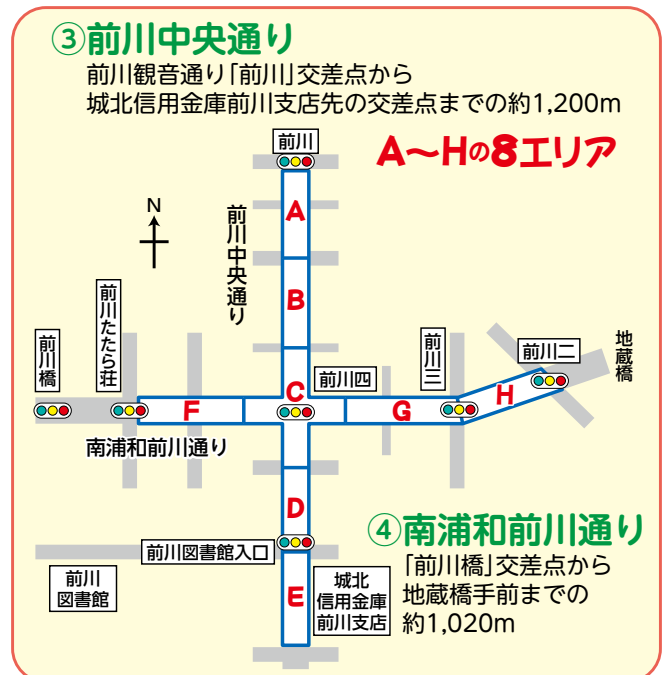 ③前川中央通り
前川観音通り「前川」交差点から
城北信用金庫前川支店先の交差点までの約1,200m
A〜Hの8エリア
前川
N
前川中央通り
A
B
C
前川橋
前川たたら荘
前川四
前川三
前川二
地蔵橋
F
G
H
南浦和前川通り
D
前川図書館入口
前川
図書館
E
城北
信用金庫
前川支店
④南浦和前川通り
「前川橋」交差点から
地蔵橋手前までの
約1,020m